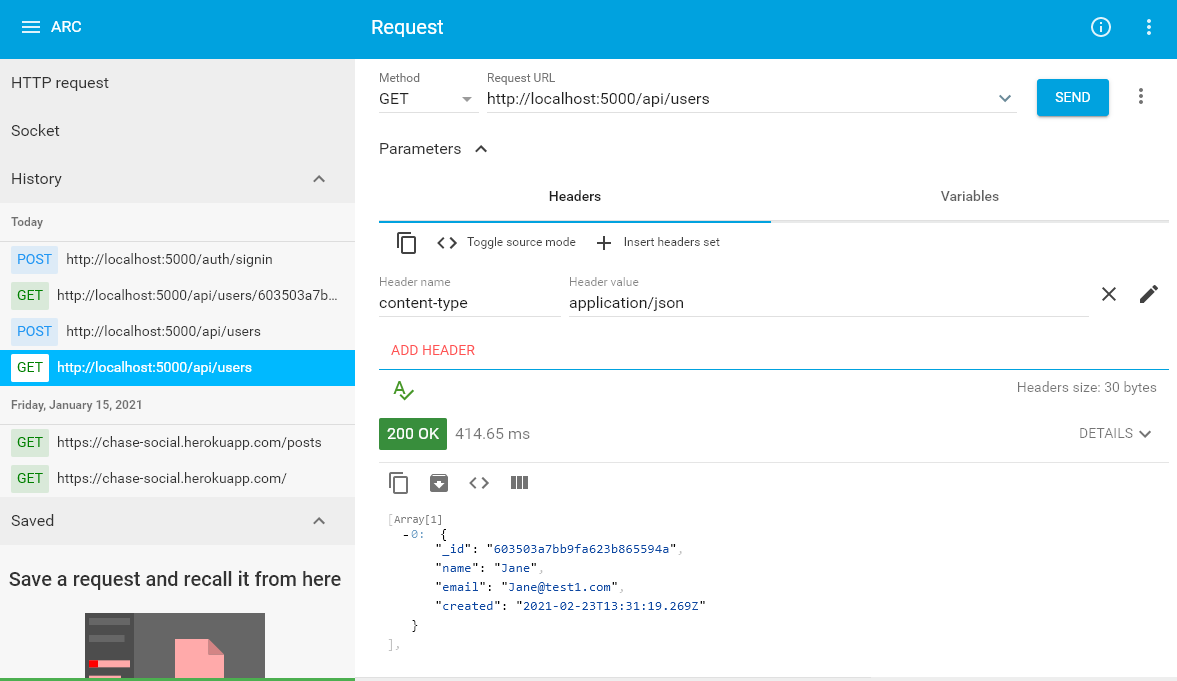 ARC
Request
HTTP request
Socket
History
Today
POST http://localhost:5000/auth/signin
GET http://localhost:5000/api/users/603503a7b...
POST http://localhost:5000/api/users
GET http://localhost:5000/api/users
Friday, January 15, 2021
GET https://chase-social.herokuapp.com/posts
GET https://chase-social.herokuapp.com/
Saved
Save a request and recall it from here
Method
GET
Request URL
http://localhost:5000/api/users
SEND
Parameters
Headers
Variables
Toggle source mode
Insert headers set
Header name
content-type
Header value
application/json
ADD HEADER
Headers size: 30 bytes
200 OK 414.65 ms
DETAILS
[Array[1]
-0: {
"_id": "603503a7bb9fa623b865594a",
"name": "Jane",
"email": "Jane@test1.com",
"created": "2021-02-23T13:31:19.269Z"
}
],